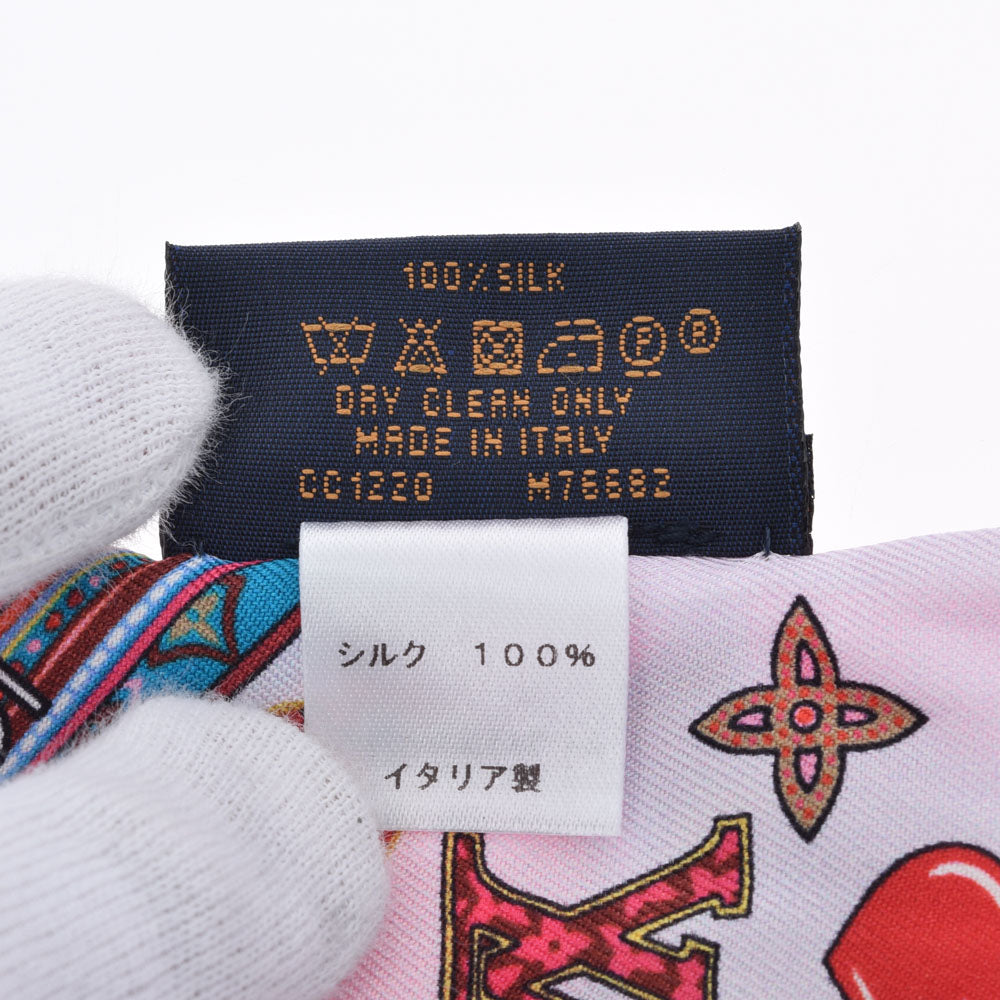 100% SILK
P R
DRY CLEAN ONLY
MADE IN ITALY
CC1220 M76682
シルク 100%
イタリア製